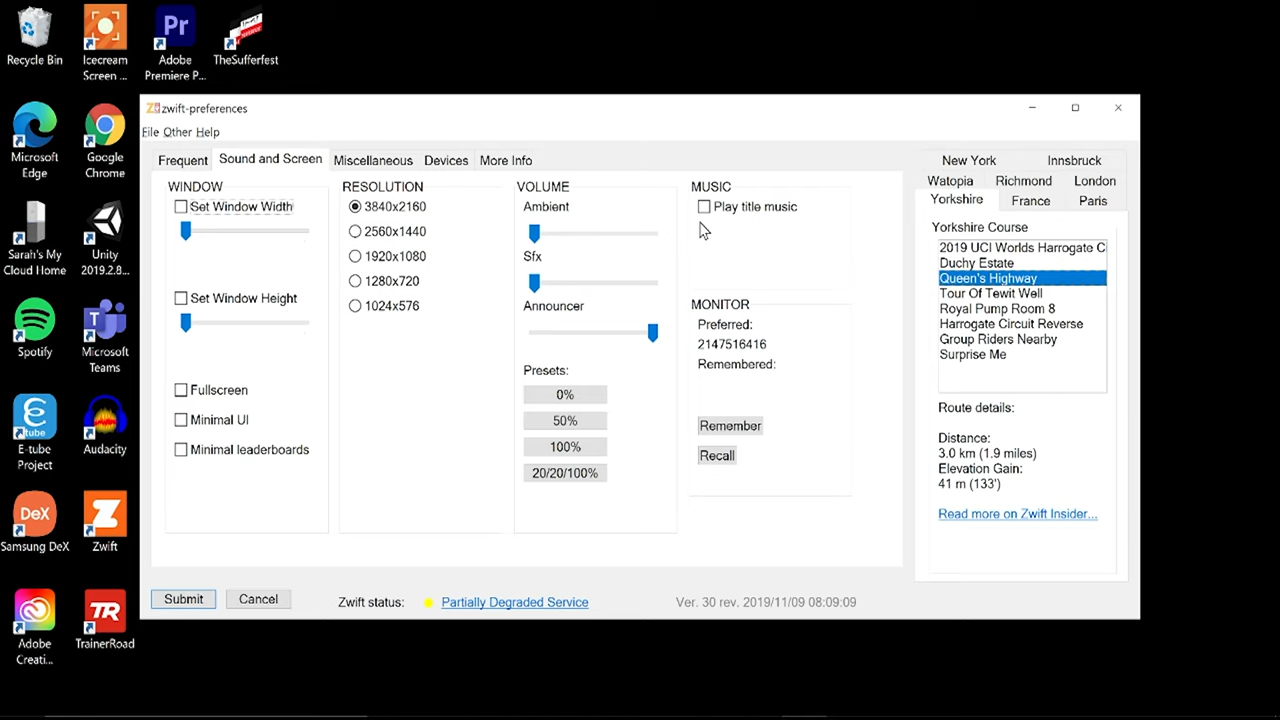 Recycle Bin
Icecream
Screen ...
Pr
Adobe
Premiere P...
TheSufferfest
Microsoft
Edge
Google
Chrome
Sarah's My
Cloud Home
Unity
2019.2.8...
Spotify
Microsoft
Teams
E-tube
Project
Audacity
DeX
Samsung DeX
Zwift
Adobe
Creati...
TR
TrainerRoad
zwift-preferences
File Other Help
Frequent
Sound and Screen
Miscellaneous
Devices
More Info
WINDOW
Set Window Width
Set Window Height
Fullscreen
Minimal UI
Minimal leaderboards
RESOLUTION
3840x2160
2560x1440
1920x1080
1280x720
1024x576
VOLUME
Ambient
Sfx
Announcer
Presets:
0%
50%
100%
20/20/100%
MUSIC
Play title music
MONITOR
Preferred:
2147516416
Remembered:
Remember
Recall
New York
Innsbruck
Watopia
Richmond
London
Yorkshire
France
Paris
Yorkshire Course
2019 UCI Worlds Harrogate C
Duchy Estate
Queen's Highway
Tour Of Tewit Well
Royal Pump Room 8
Harrogate Circuit Reverse
Group Riders Nearby
Surprise Me
Route details:
Distance:
3.0 km (1.9 miles)
Elevation Gain:
41 m (133')
Read more on Zwift Insider...
Submit
Cancel
Zwift status:
Partially Degraded Service
Ver. 30 rev. 2019/11/09 08:09:09